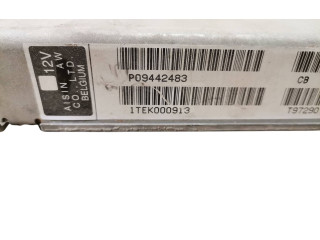 12V
AISIN AW
CO., LTD.
BELGIUM
P09442483
CB
1TEK000913
T97290